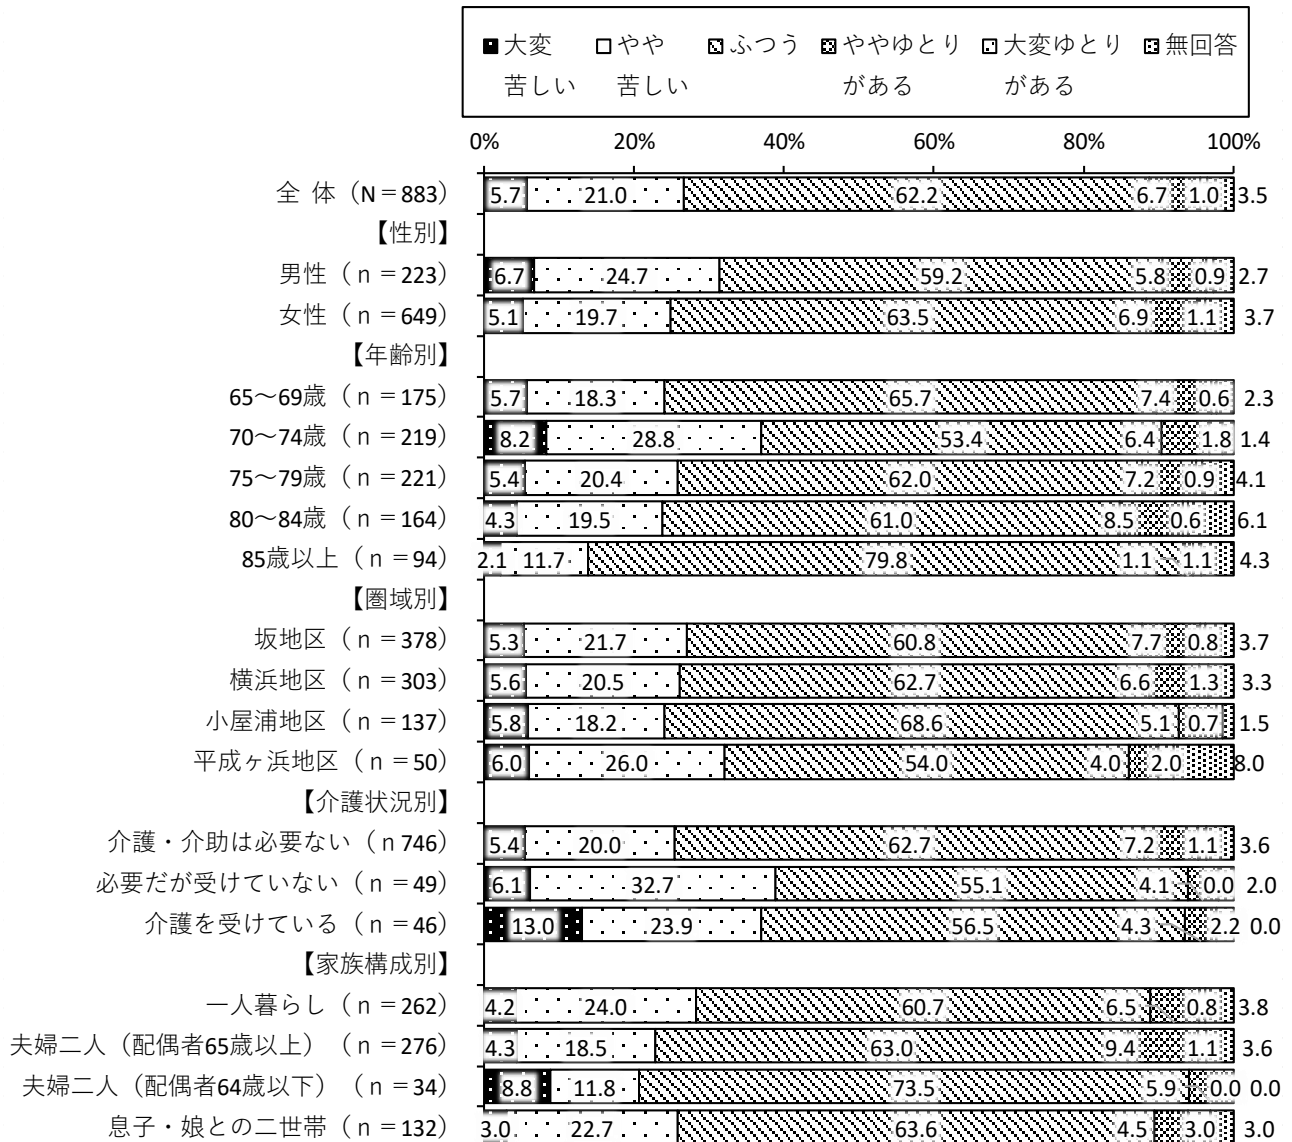 大変 やや ふつう ややゆとり 大変ゆとり 無回答
苦しい 苦しい がある がある
0% 20% 40% 60% 80% 100%
全 体（N＝883） 5.7 21.0 62.2 6.7 1.0 3.5
【性別】
男性（ｎ＝223） 6.7 24.7 59.2 5.8 0.9 2.7
女性（ｎ＝649） 5.1 19.7 63.5 6.9 1.1 3.7
【年齢別】
65～69歳（ｎ＝175） 5.7 18.3 65.7 7.4 0.6 2.3
70～74歳（ｎ＝219） 8.2 28.8 53.4 6.4 1.8 1.4
75～79歳（ｎ＝221） 5.4 20.4 62.0 7.2 0.9 4.1
80～84歳（ｎ＝164） 4.3 19.5 61.0 8.5 0.6 6.1
85歳以上（ｎ＝94） 2.1 11.7 79.8 1.1 1.1 4.3
【圏域別】
坂地区（ｎ＝378） 5.3 21.7 60.8 7.7 0.8 3.7
横浜地区（ｎ＝303） 5.6 20.5 62.7 6.6 1.3 3.3
小屋浦地区（ｎ＝137） 5.8 18.2 68.6 5.1 0.7 1.5
平成ヶ浜地区（ｎ＝50） 6.0 26.0 54.0 4.0 2.0 8.0
【介護状況別】
介護・介助は必要ない（ｎ746） 5.4 20.0 62.7 7.2 1.1 3.6
必要だが受けていない（ｎ＝49） 6.1 32.7 55.1 4.1 0.0 2.0
介護を受けている（ｎ＝46） 13.0 23.9 56.5 4.3 2.2 0.0
【家族構成別】
一人暮らし（ｎ＝262） 4.2 24.0 60.7 6.5 0.8 3.8
夫婦二人（配偶者65歳以上）（ｎ＝276） 4.3 18.5 63.0 9.4 1.1 3.6
夫婦二人（配偶者64歳以下）（ｎ＝34） 8.8 11.8 73.5 5.9 0.0 0.0
息子・娘との二世帯（ｎ＝132） 3.0 22.7 63.6 4.5 3.0 3.0